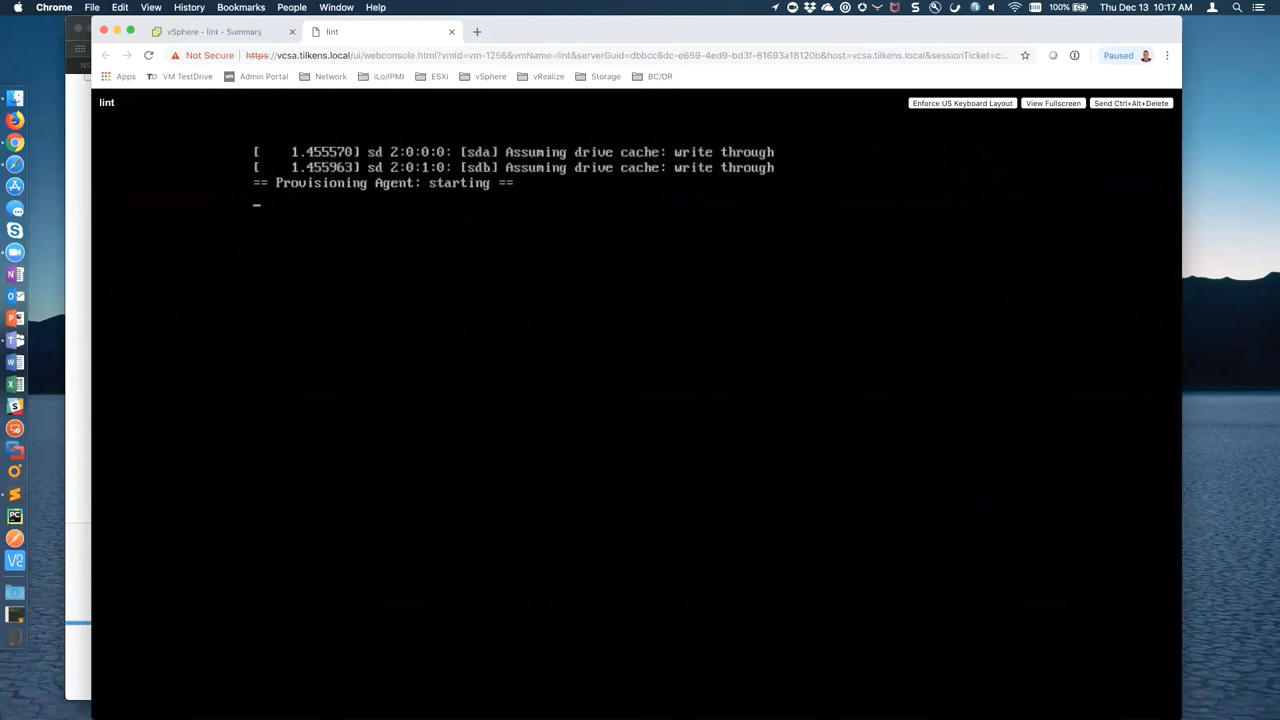 Chrome File Edit View History Bookmarks People Window Help 100% Thu Dec 13 10:17 AM
vSphere - lint - Summary
lint
Not Secure https://vcsa.tilkens.local/ui/webconsole.html?vmId=vm-1256&vmName=lint&serverGuid=dbbcc6dc-e659-4ed9-bd3f-61693a18120b&host=vcsa.tilkens.local&sessionTicket=c... Paused
Apps VM TestDrive vm Admin Portal Network iLo/IPMI ESXi vSphere vRealize Storage BC/DR
lint Enforce US Keyboard Layout View Fullscreen Send Ctrl+Alt+Delete
[ 1.455570] sd 2:0:0:0: [sda] Assuming drive cache: write through
[ 1.455963] sd 2:0:1:0: [sdb] Assuming drive cache: write through
== Provisioning Agent: starting ==
_